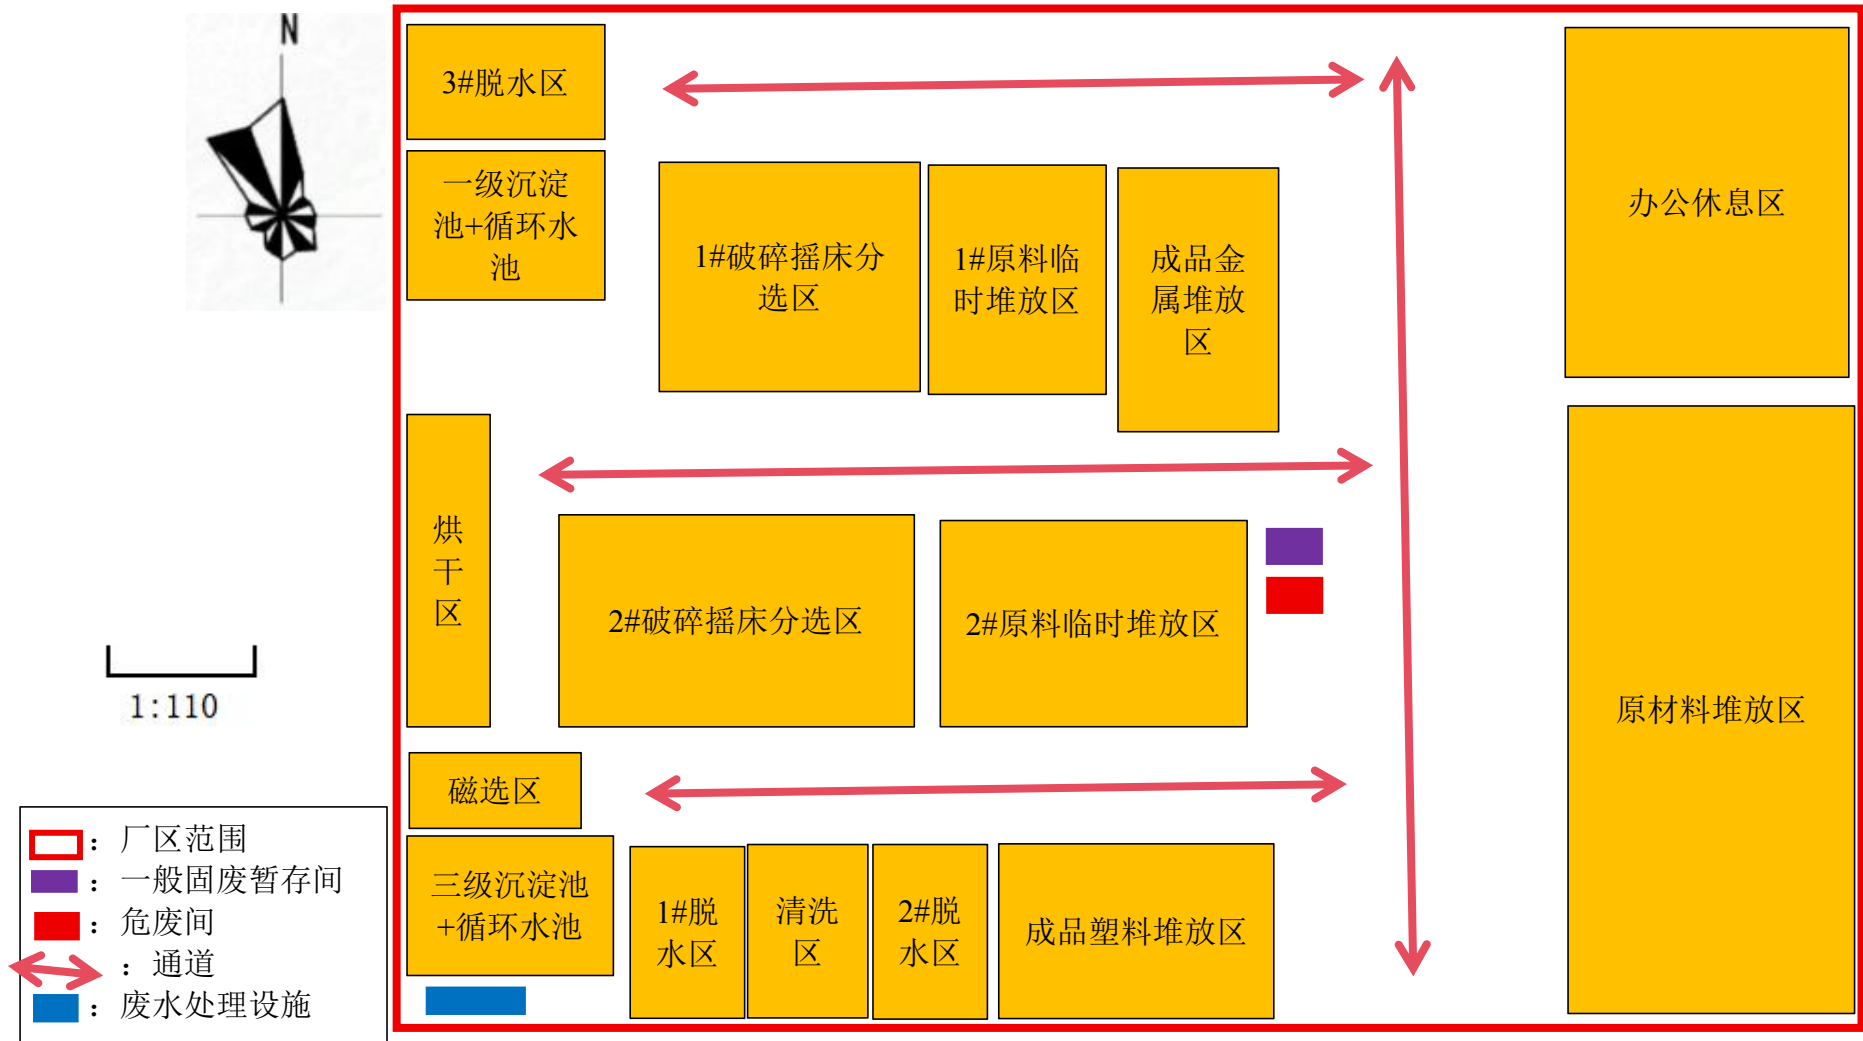 N
3#脱水区
一级沉淀
池+循环水
池
1#破碎摇床分
选区
1#原料临
时堆放区
成品金
属堆放
区
办公休息区
烘
干
区
2#破碎摇床分选区
2#原料临时堆放区
原材料堆放区
1:110
磁选区
三级沉淀池
+循环水池
1#脱
水区
清洗
区
2#脱
水区
成品塑料堆放区
：厂区范围
：一般固废暂存间
：危废间
：通道
：废水处理设施